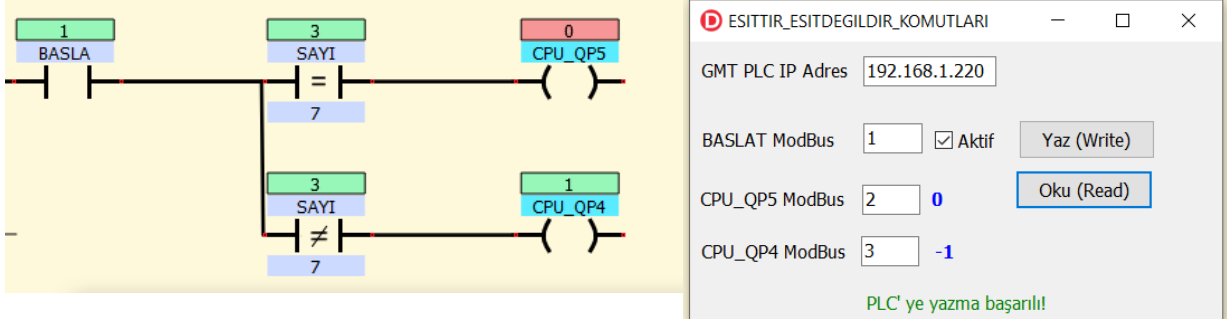 1
BASLA
3
SAYI
=
7
0
CPU_QP5
3
SAYI
≠
7
1
CPU_QP4
D ESITTIR_ESITDEGILDIR_KOMUTLARI
GMT PLC IP Adres 192.168.1.220
BASLAT ModBus 1 Aktif Yaz (Write)
CPU_QP5 ModBus 2 0 Oku (Read)
CPU_QP4 ModBus 3 -1
PLC' ye yazma başarılı!